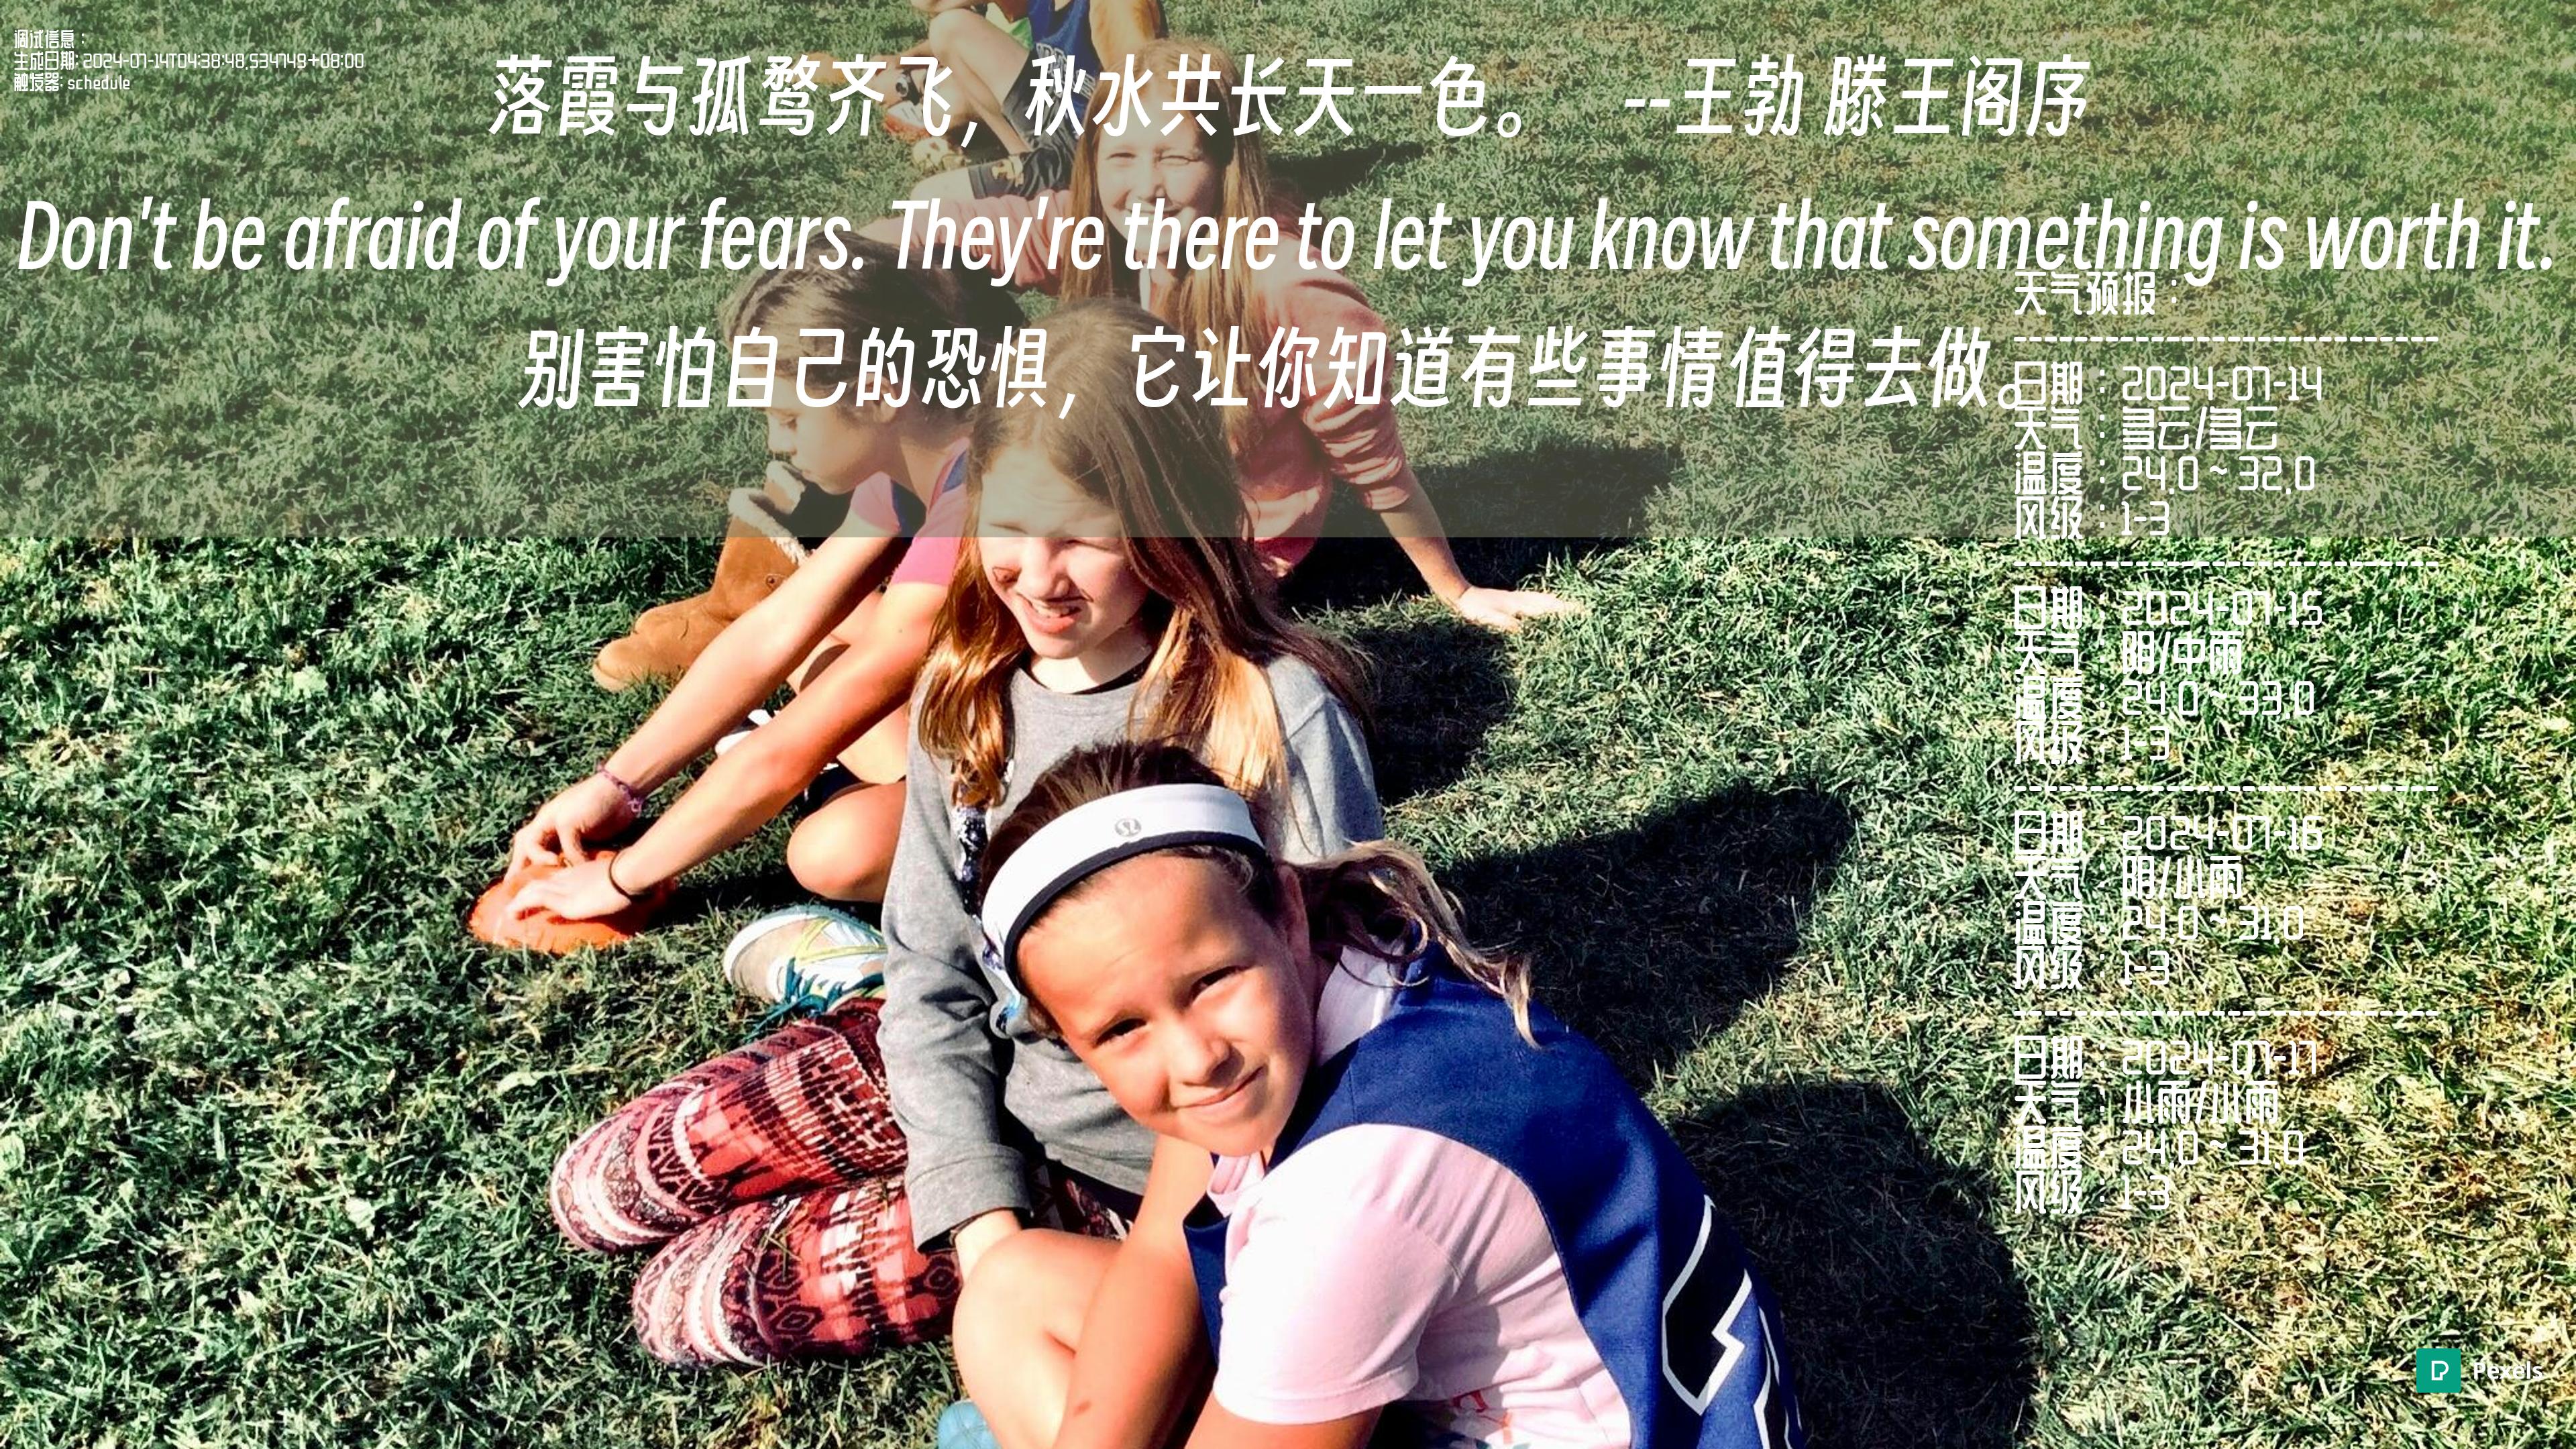 调试信息：
生成日期: 2024-07-14T04:38:48.534749+08:00
触发器: schedule
落霞与孤鹜齐飞，秋水共长天一色。 --王勃 滕王阁序
Don't be afraid of your fears. They're there to let you know that something is worth it.
别害怕自己的恐惧，它让你知道有些事情值得去做。
天气预报：
日期：2024-07-14
天气：多云/多云
温度：24.0 ~ 32.0
风级：1-3
日期：2024-07-15
天气：阴/中雨
温度：24.0 ~ 33.0
风级：1-3
日期：2024-07-16
天气：阴/小雨
温度：24.0 ~ 31.0
风级：1-3
日期：2024-07-17
天气：小雨/小雨
温度：24.0 ~ 31.0
风级：1-3
Pexels